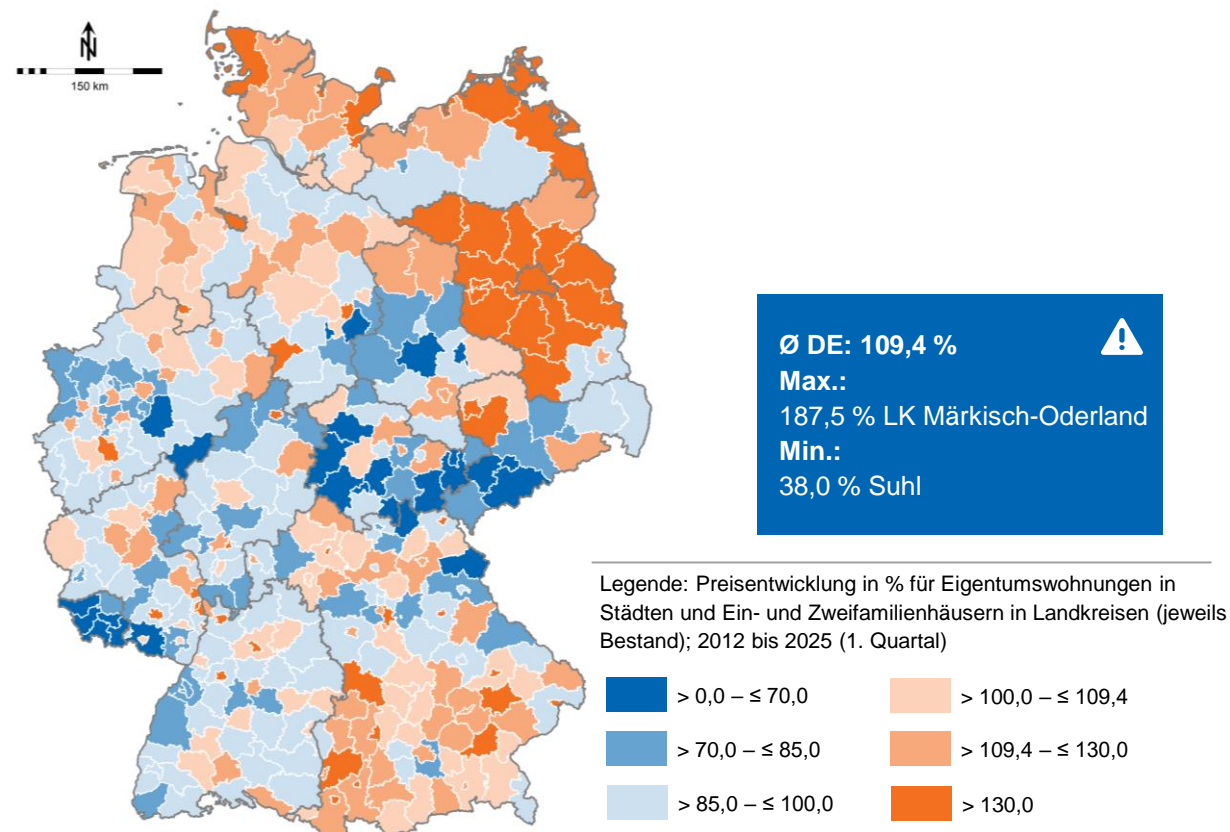 N
150 km
Ø DE: 109,4 %
Max.:
187,5 % LK Märkisch-Oderland
Min.:
38,0 % Suhl
Legende: Preisentwicklung in % für Eigentumswohnungen in
Städten und Ein- und Zweifamilienhäusern in Landkreisen (jeweils
Bestand); 2012 bis 2025 (1. Quartal)
> 0,0 – ≤ 70,0
> 70,0 – ≤ 85,0
> 85,0 – ≤ 100,0
> 100,0 – ≤ 109,4
> 109,4 – ≤ 130,0
> 130,0